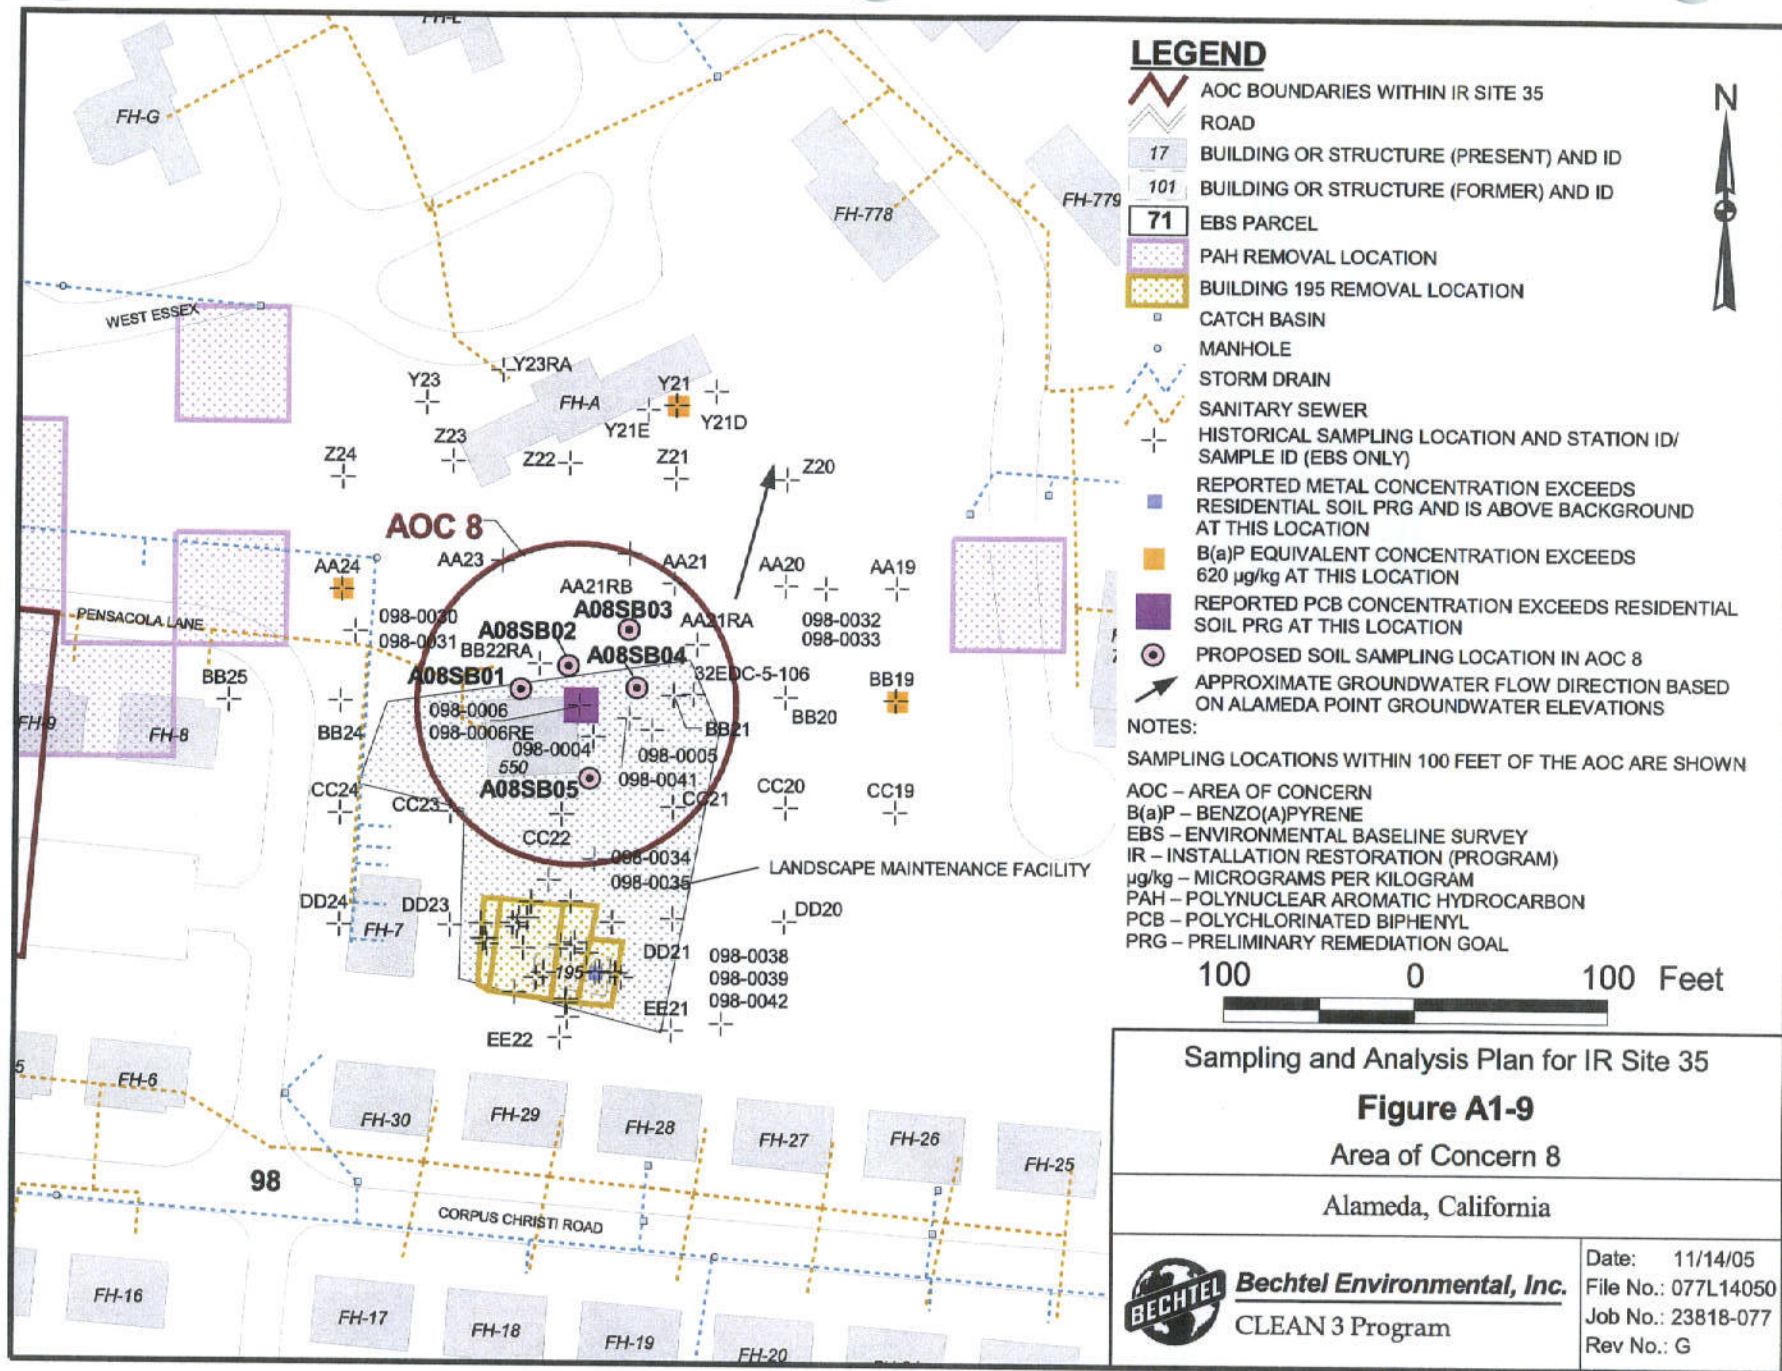 FH-G
FH-778
FH-779
WEST ESSEX
Y23RA
Y23
FH-A
Y21
Y21E
Y21D
Z24
Z23
Z22
Z21
Z20
AOC 8
AA24
AA23
AA21
AA20
AA19
AA21RB
A08SB03
AA21RA
098-0032
098-0033
PENSACOLA LANE
098-0030
098-0031
A08SB02
BB22RA
A08SB04
A08SB01
32EDC-5-106
BB25
BB19
FH-9
FH-8
BB24
098-0006
098-0006RE
BB20
BB21
098-0004
098-0005
550
098-0041
A08SB05
CC24
CC23
CC21
CC20
CC19
CC22
098-0034
098-0035
LANDSCAPE MAINTENANCE FACILITY
DD24
FH-7
DD23
DD20
DD21
195
098-0038
098-0039
098-0042
EE21
EE22
5
FH-6
FH-30
FH-29
FH-28
FH-27
FH-26
FH-25
98
CORPUS CHRISTI ROAD
FH-16
FH-17
FH-18
FH-19
FH-20
LEGEND
AOC BOUNDARIES WITHIN IR SITE 35
ROAD
17 BUILDING OR STRUCTURE (PRESENT) AND ID
101 BUILDING OR STRUCTURE (FORMER) AND ID
71 EBS PARCEL
PAH REMOVAL LOCATION
BUILDING 195 REMOVAL LOCATION
CATCH BASIN
MANHOLE
STORM DRAIN
SANITARY SEWER
HISTORICAL SAMPLING LOCATION AND STATION ID/
SAMPLE ID (EBS ONLY)
REPORTED METAL CONCENTRATION EXCEEDS
RESIDENTIAL SOIL PRG AND IS ABOVE BACKGROUND
AT THIS LOCATION
B(a)P EQUIVALENT CONCENTRATION EXCEEDS
620 µg/kg AT THIS LOCATION
REPORTED PCB CONCENTRATION EXCEEDS RESIDENTIAL
SOIL PRG AT THIS LOCATION
PROPOSED SOIL SAMPLING LOCATION IN AOC 8
APPROXIMATE GROUNDWATER FLOW DIRECTION BASED
ON ALAMEDA POINT GROUNDWATER ELEVATIONS
N
NOTES:
SAMPLING LOCATIONS WITHIN 100 FEET OF THE AOC ARE SHOWN
AOC – AREA OF CONCERN
B(a)P – BENZO(A)PYRENE
EBS – ENVIRONMENTAL BASELINE SURVEY
IR – INSTALLATION RESTORATION (PROGRAM)
µg/kg – MICROGRAMS PER KILOGRAM
PAH – POLYNUCLEAR AROMATIC HYDROCARBON
PCB – POLYCHLORINATED BIPHENYL
PRG – PRELIMINARY REMEDIATION GOAL
100 0 100 Feet
Sampling and Analysis Plan for IR Site 35
Figure A1-9
Area of Concern 8
Alameda, California
BECHTEL
Bechtel Environmental, Inc.
CLEAN 3 Program
Date: 11/14/05
File No.: 077L14050
Job No.: 23818-077
Rev No.: G